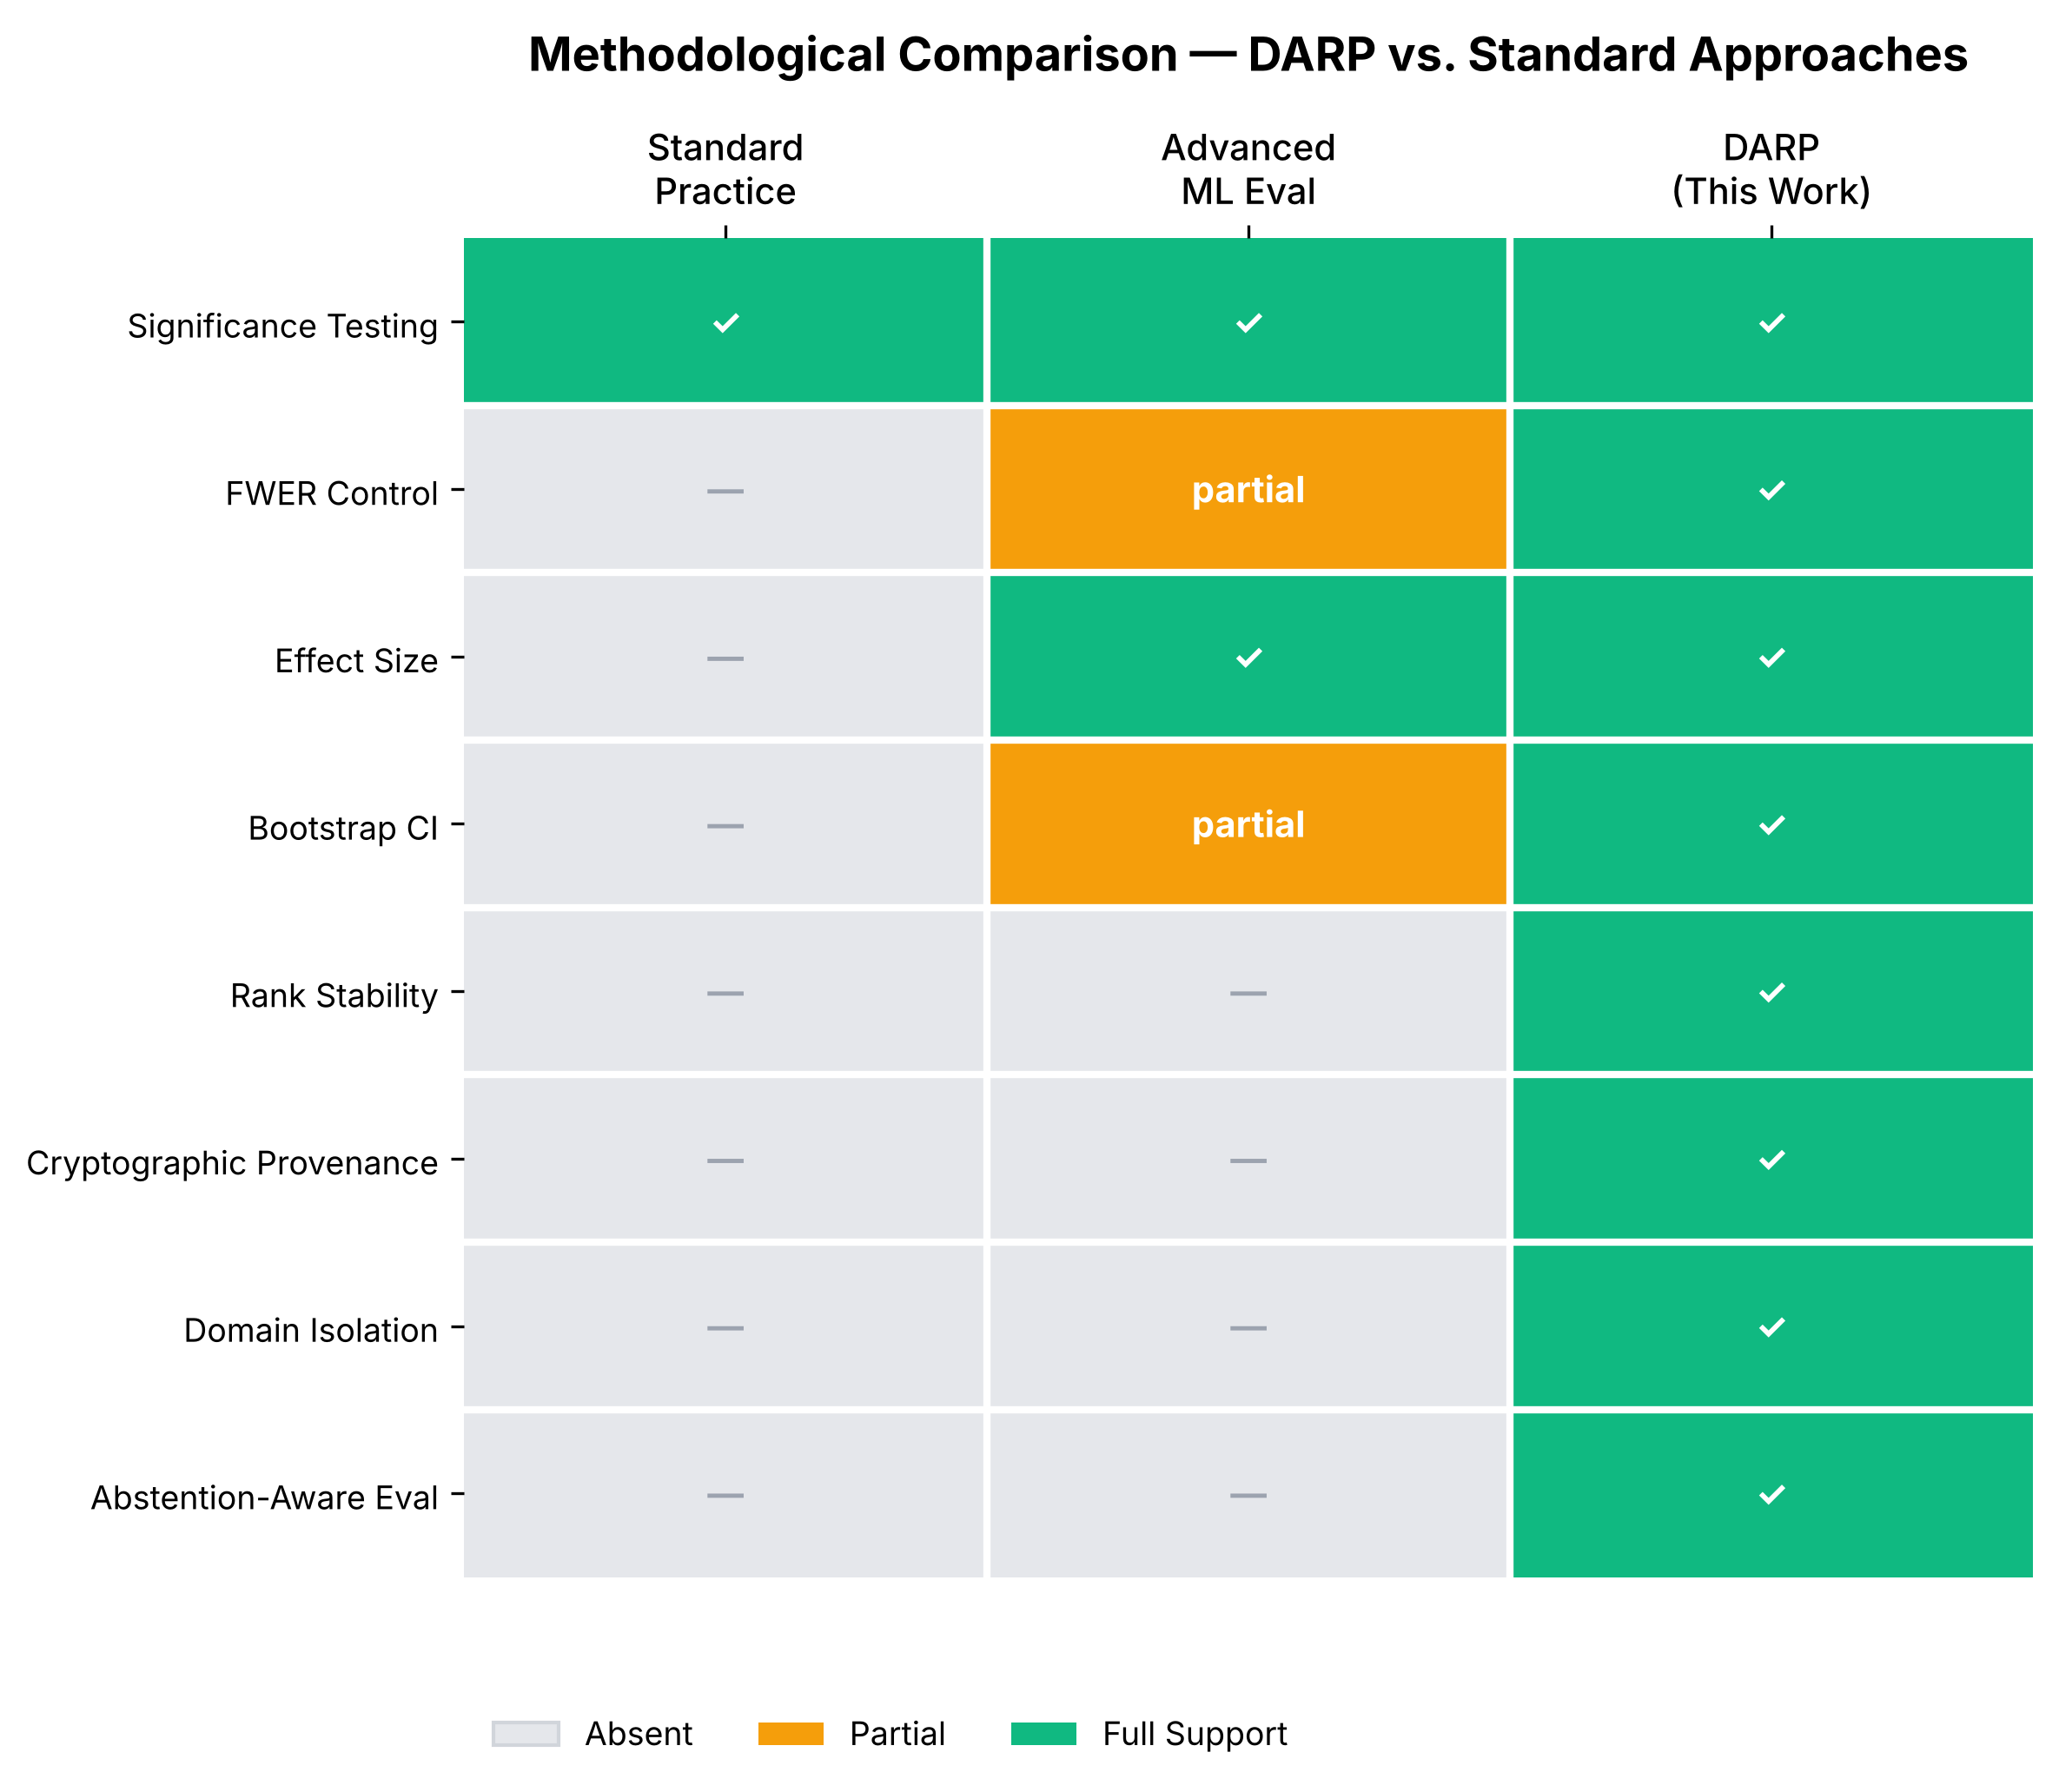 Methodological Comparison — DARP vs. Standard Approaches
Standard
Practice
Advanced
ML Eval
DARP
(This Work)
Significance Testing ✓ ✓ ✓
FWER Control — partial ✓
Effect Size — ✓ ✓
Bootstrap CI — partial ✓
Rank Stability — — ✓
Cryptographic Provenance — — ✓
Domain Isolation — — ✓
Abstention-Aware Eval — — ✓
Absent Partial Full Support